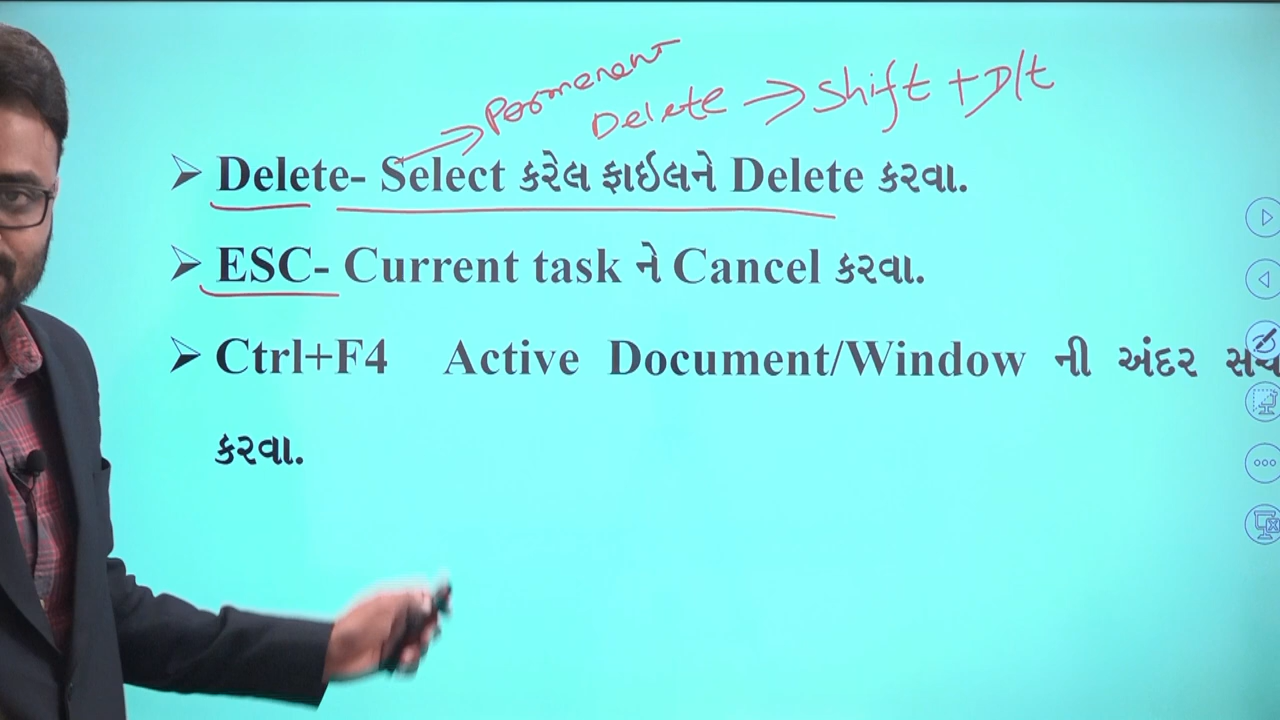 Permenent
Delete → Shift + Dlt
➤ Delete- Select કરેલ ફાઈલને Delete કરવા.
➤ ESC- Current task ને Cancel કરવા.
➤ Ctrl+F4 Active Document/Window ની અંદર
કરવા.